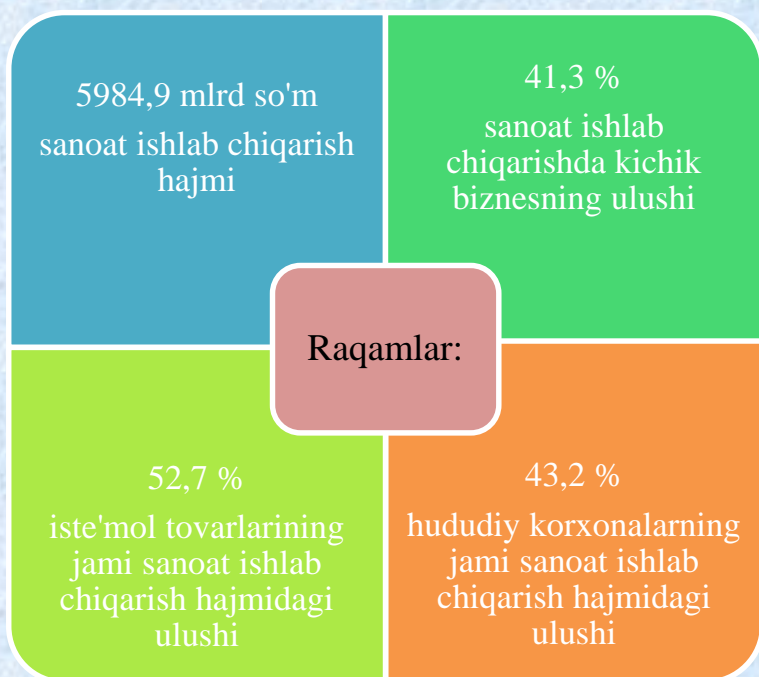 5984,9 mlrd so'm
sanoat ishlab chiqarish
hajmi
41,3 %
sanoat ishlab
chiqarishda kichik
biznesning ulushi
Raqamlar:
52,7 %
iste'mol tovarlarining
jami sanoat ishlab
chiqarish hajmidagi
ulushi
43,2 %
hududiy korxonalarning
jami sanoat ishlab
chiqarish hajmidagi
ulushi